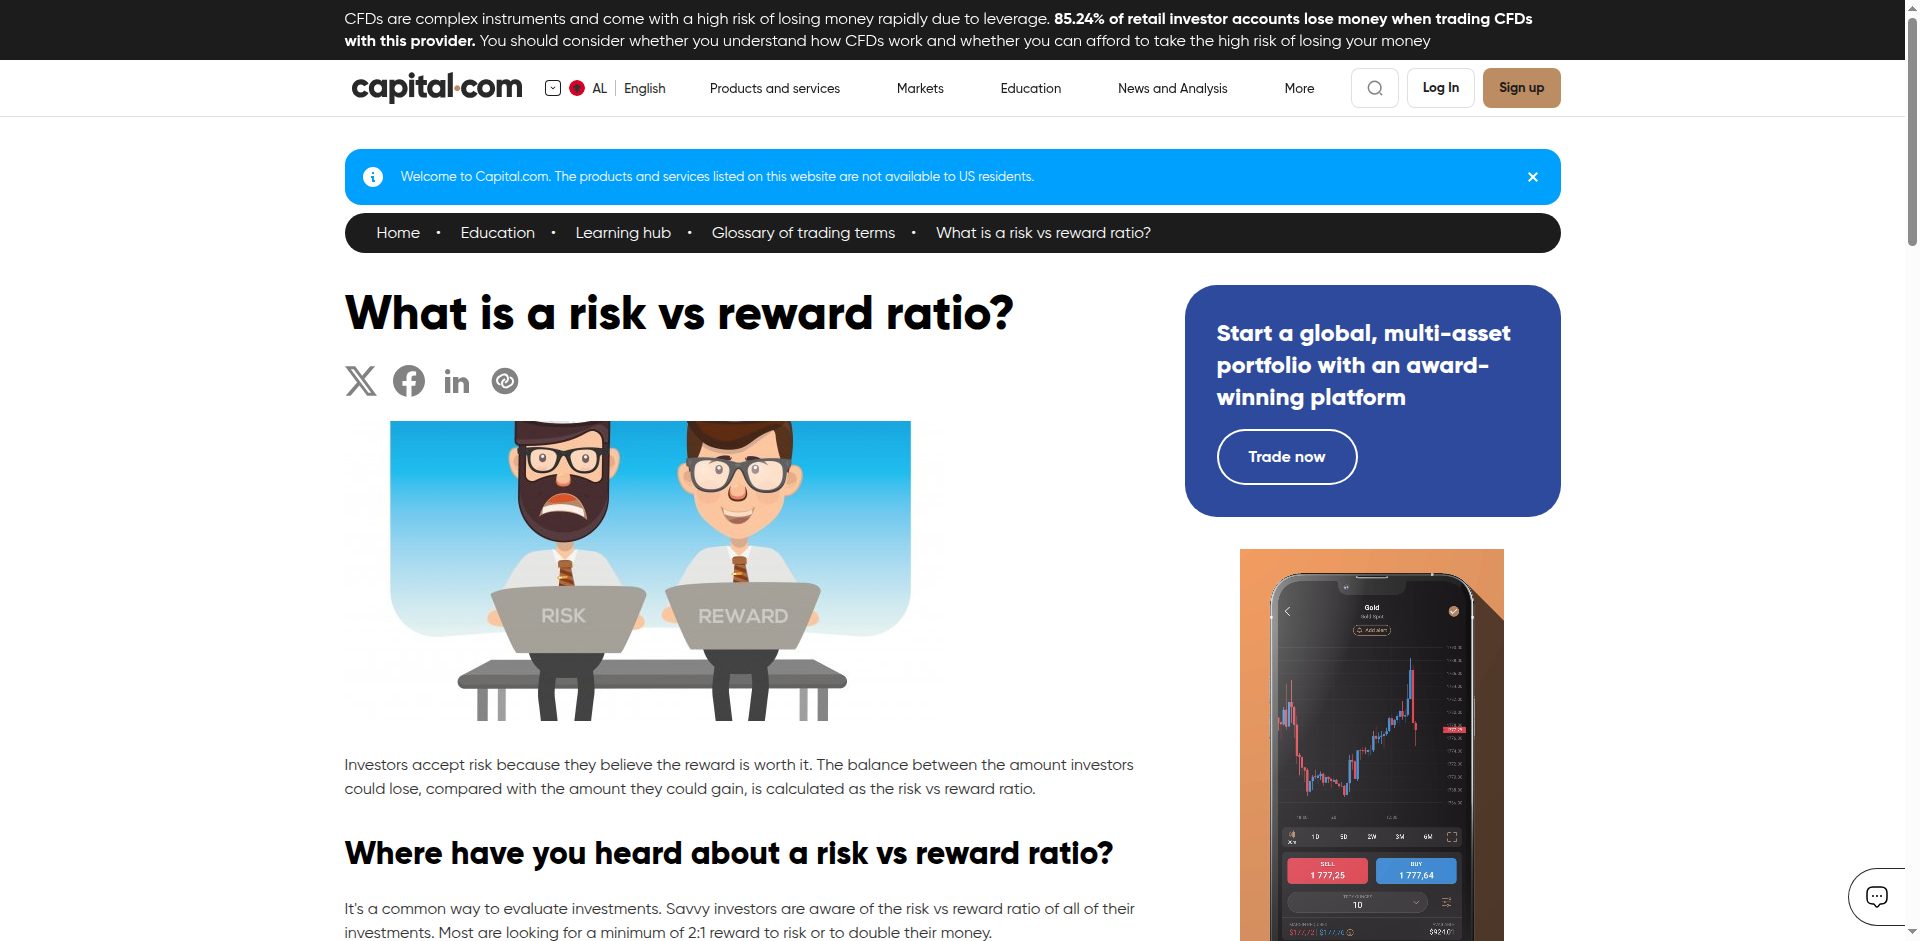 CFDs are complex instruments and come with a high risk of losing money rapidly due to leverage. 85.24% of retail investor accounts lose money when trading CFDs
with this provider. You should consider whether you understand how CFDs work and whether you can afford to take the high risk of losing your money
capital.com
AL
English
Products and services
Markets
Education
News and Analysis
More
Log In
Sign up
Welcome to Capital.com. The products and services listed on this website are not available to US residents.
Home • Education • Learning hub • Glossary of trading terms • What is a risk vs reward ratio?
What is a risk vs reward ratio?
RISK
REWARD
Investors accept risk because they believe the reward is worth it. The balance between the amount investors
could lose, compared with the amount they could gain, is calculated as the risk vs reward ratio.
Where have you heard about a risk vs reward ratio?
It's a common way to evaluate investments. Savvy investors are aware of the risk vs reward ratio of all of their
investments. Most are looking for a minimum of 2:1 reward to risk or to double their money.
Start a global, multi-asset
portfolio with an award-
winning platform
Trade now
Gold
Gold Spot
Add alert
1D 5D 2W 3M 6M
SELL
1 777,25
BUY
1 777,64
10